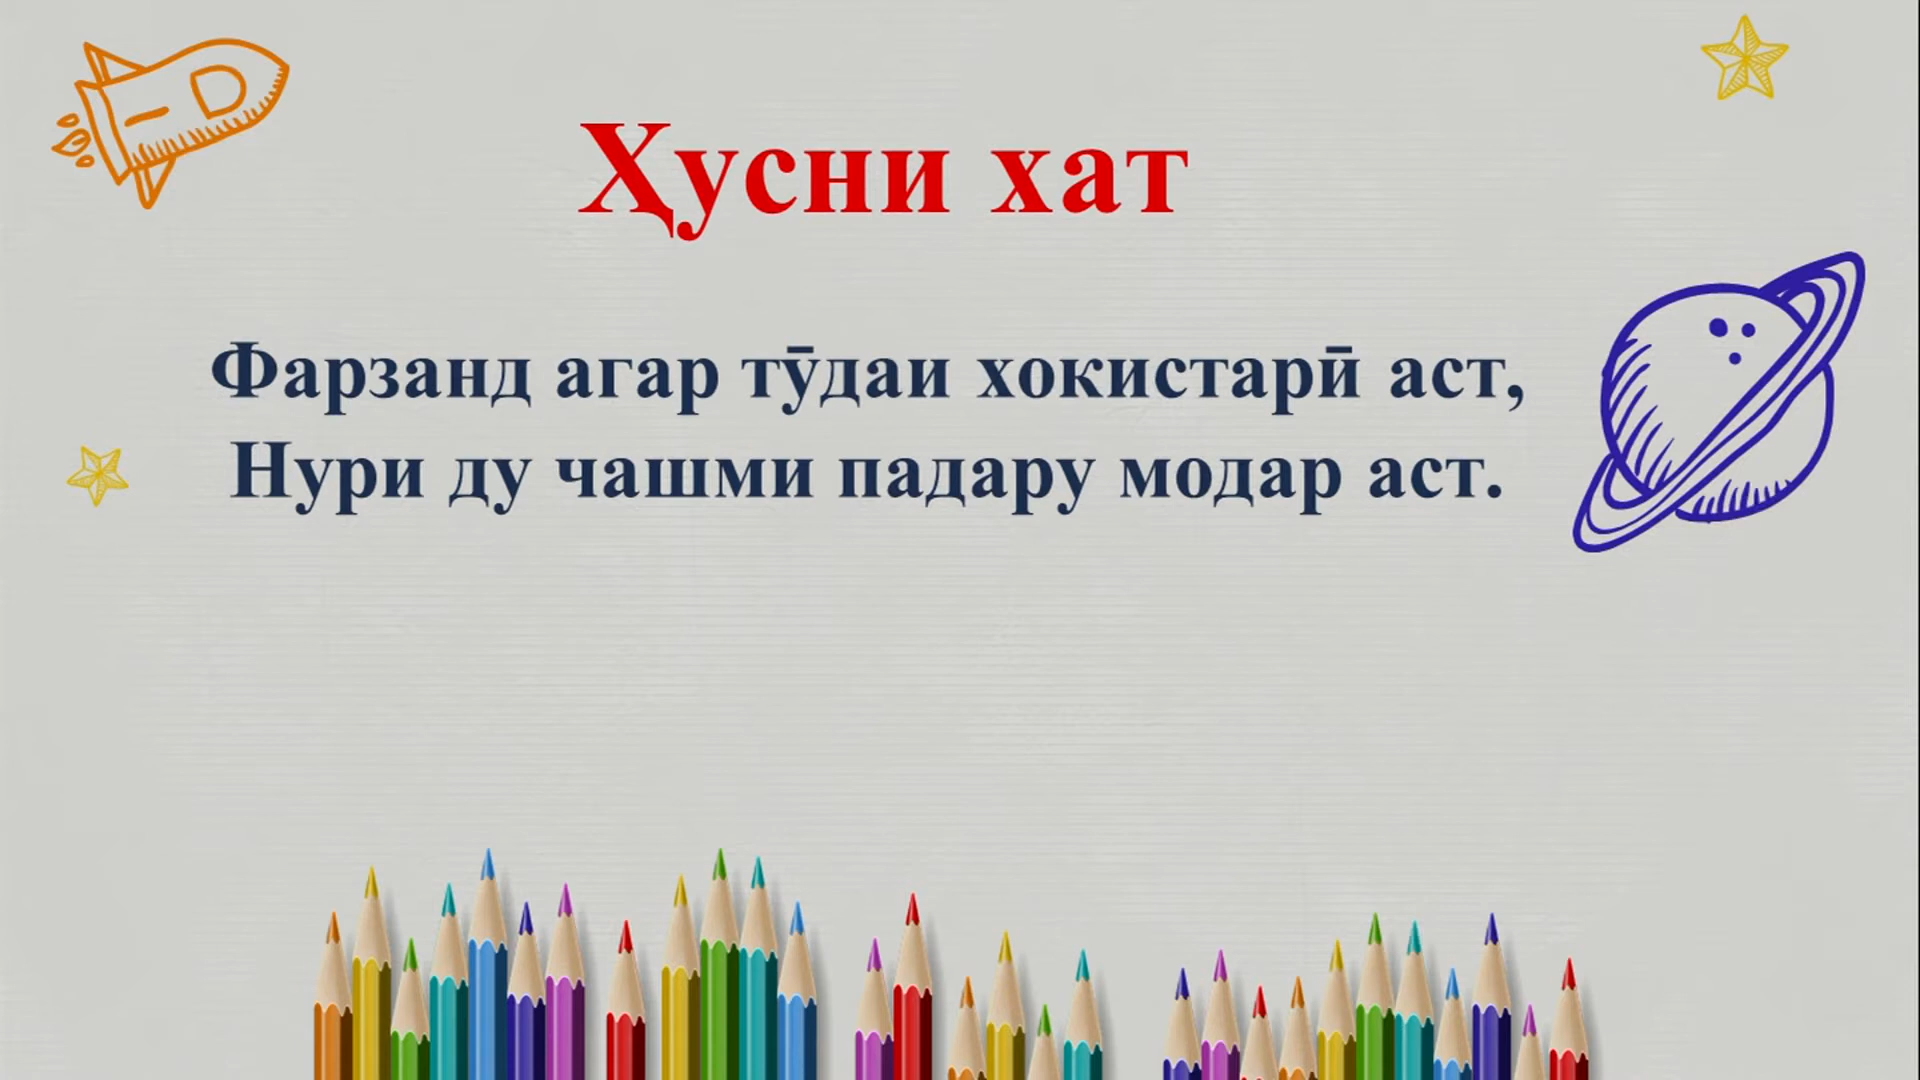 Ҳусни хат
Фарзанд агар тӯдаи хокистарӣ аст,
Нури ду чашми падару модар аст.